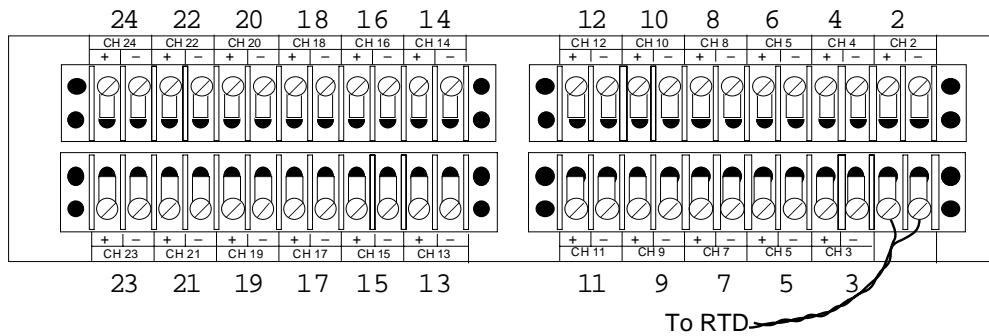 24 22 20 18 16 14 12 10 8 6 4 2
CH 24 CH 22 CH 20 CH 18 CH 16 CH 14 CH 12 CH 10 CH 8 CH 5 CH 4 CH 2
+ − + − + − + − + − + − + − + − + − + − + − + −
+ − + − + − + − + − + − + − + − + − + − + −
CH 23 CH 21 CH 19 CH 17 CH 15 CH 13 CH 11 CH 9 CH 7 CH 5 CH 3
23 21 19 17 15 13 11 9 7 5 3
To RTD